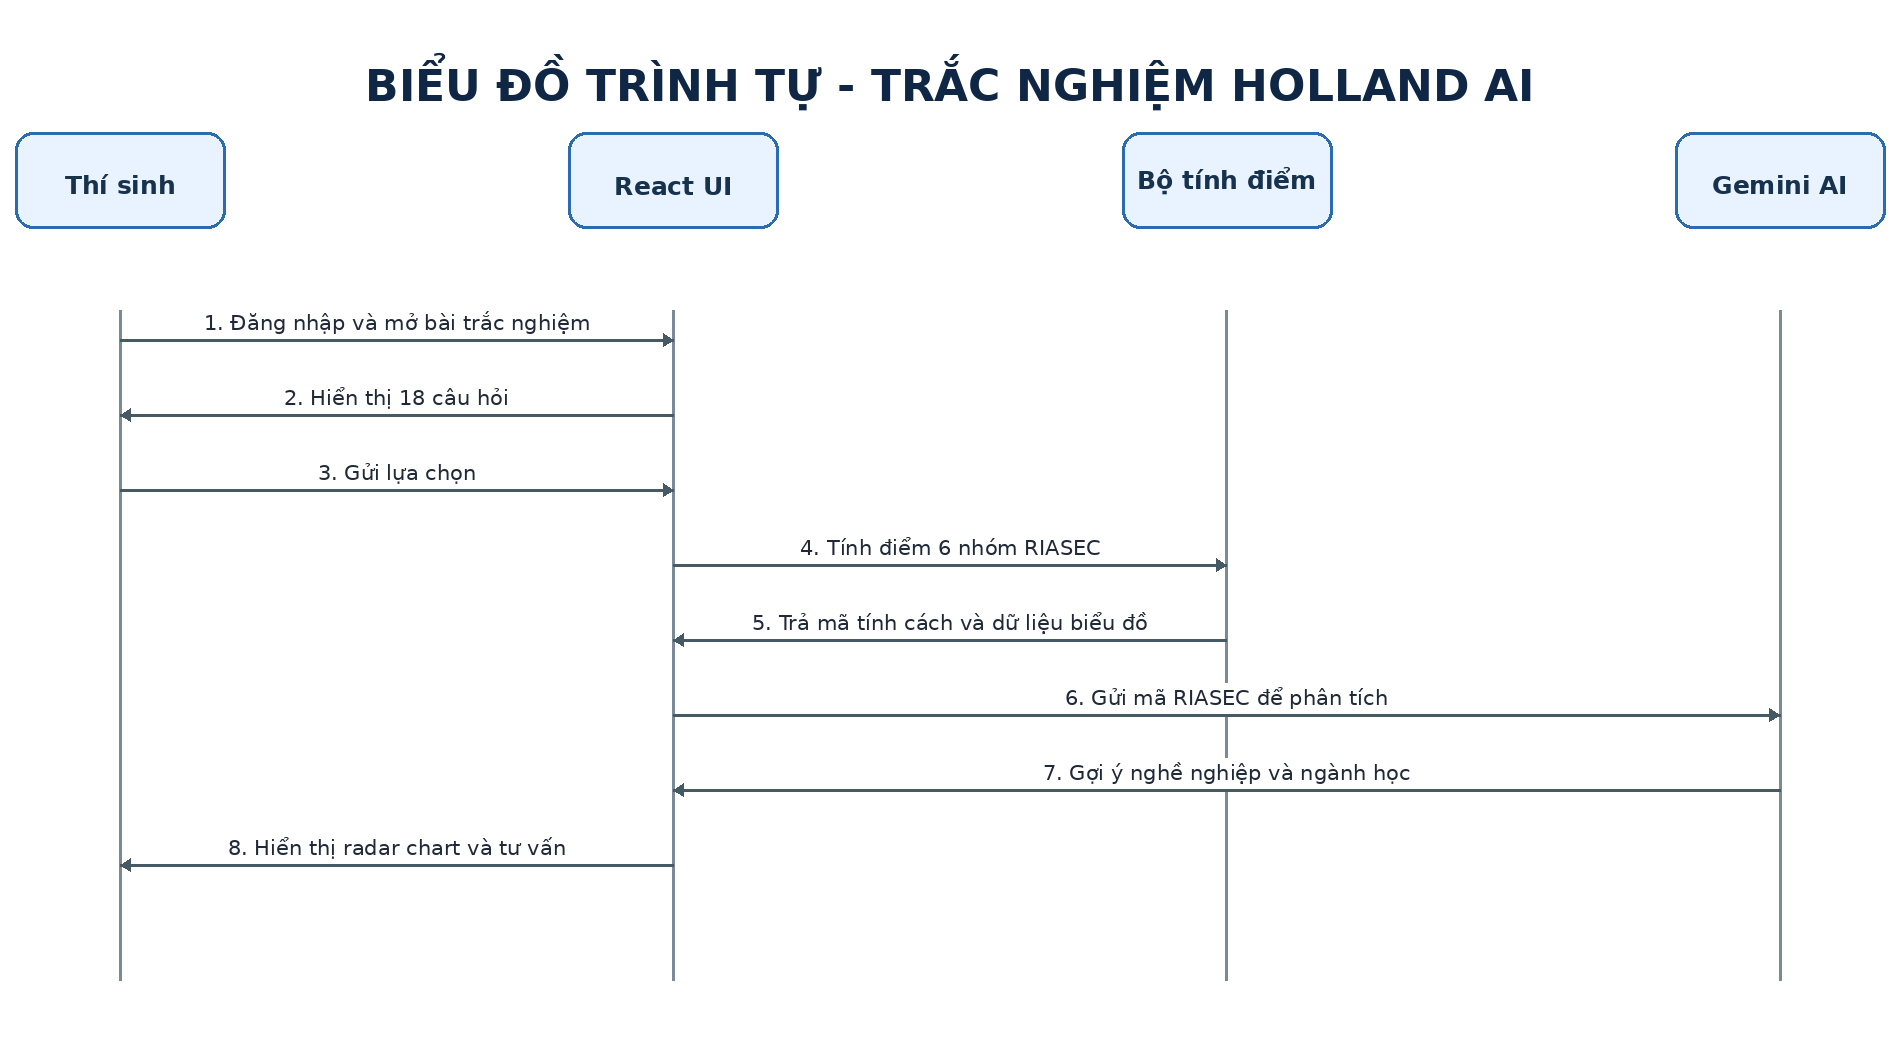 BIỂU ĐỒ TRÌNH TỰ - TRẮC NGHIỆM HOLLAND AI
Thí sinh
React UI
Bộ tính điểm
Gemini AI
1. Đăng nhập và mở bài trắc nghiệm
2. Hiển thị 18 câu hỏi
3. Gửi lựa chọn
4. Tính điểm 6 nhóm RIASEC
5. Trả mã tính cách và dữ liệu biểu đồ
6. Gửi mã RIASEC để phân tích
7. Gợi ý nghề nghiệp và ngành học
8. Hiển thị radar chart và tư vấn